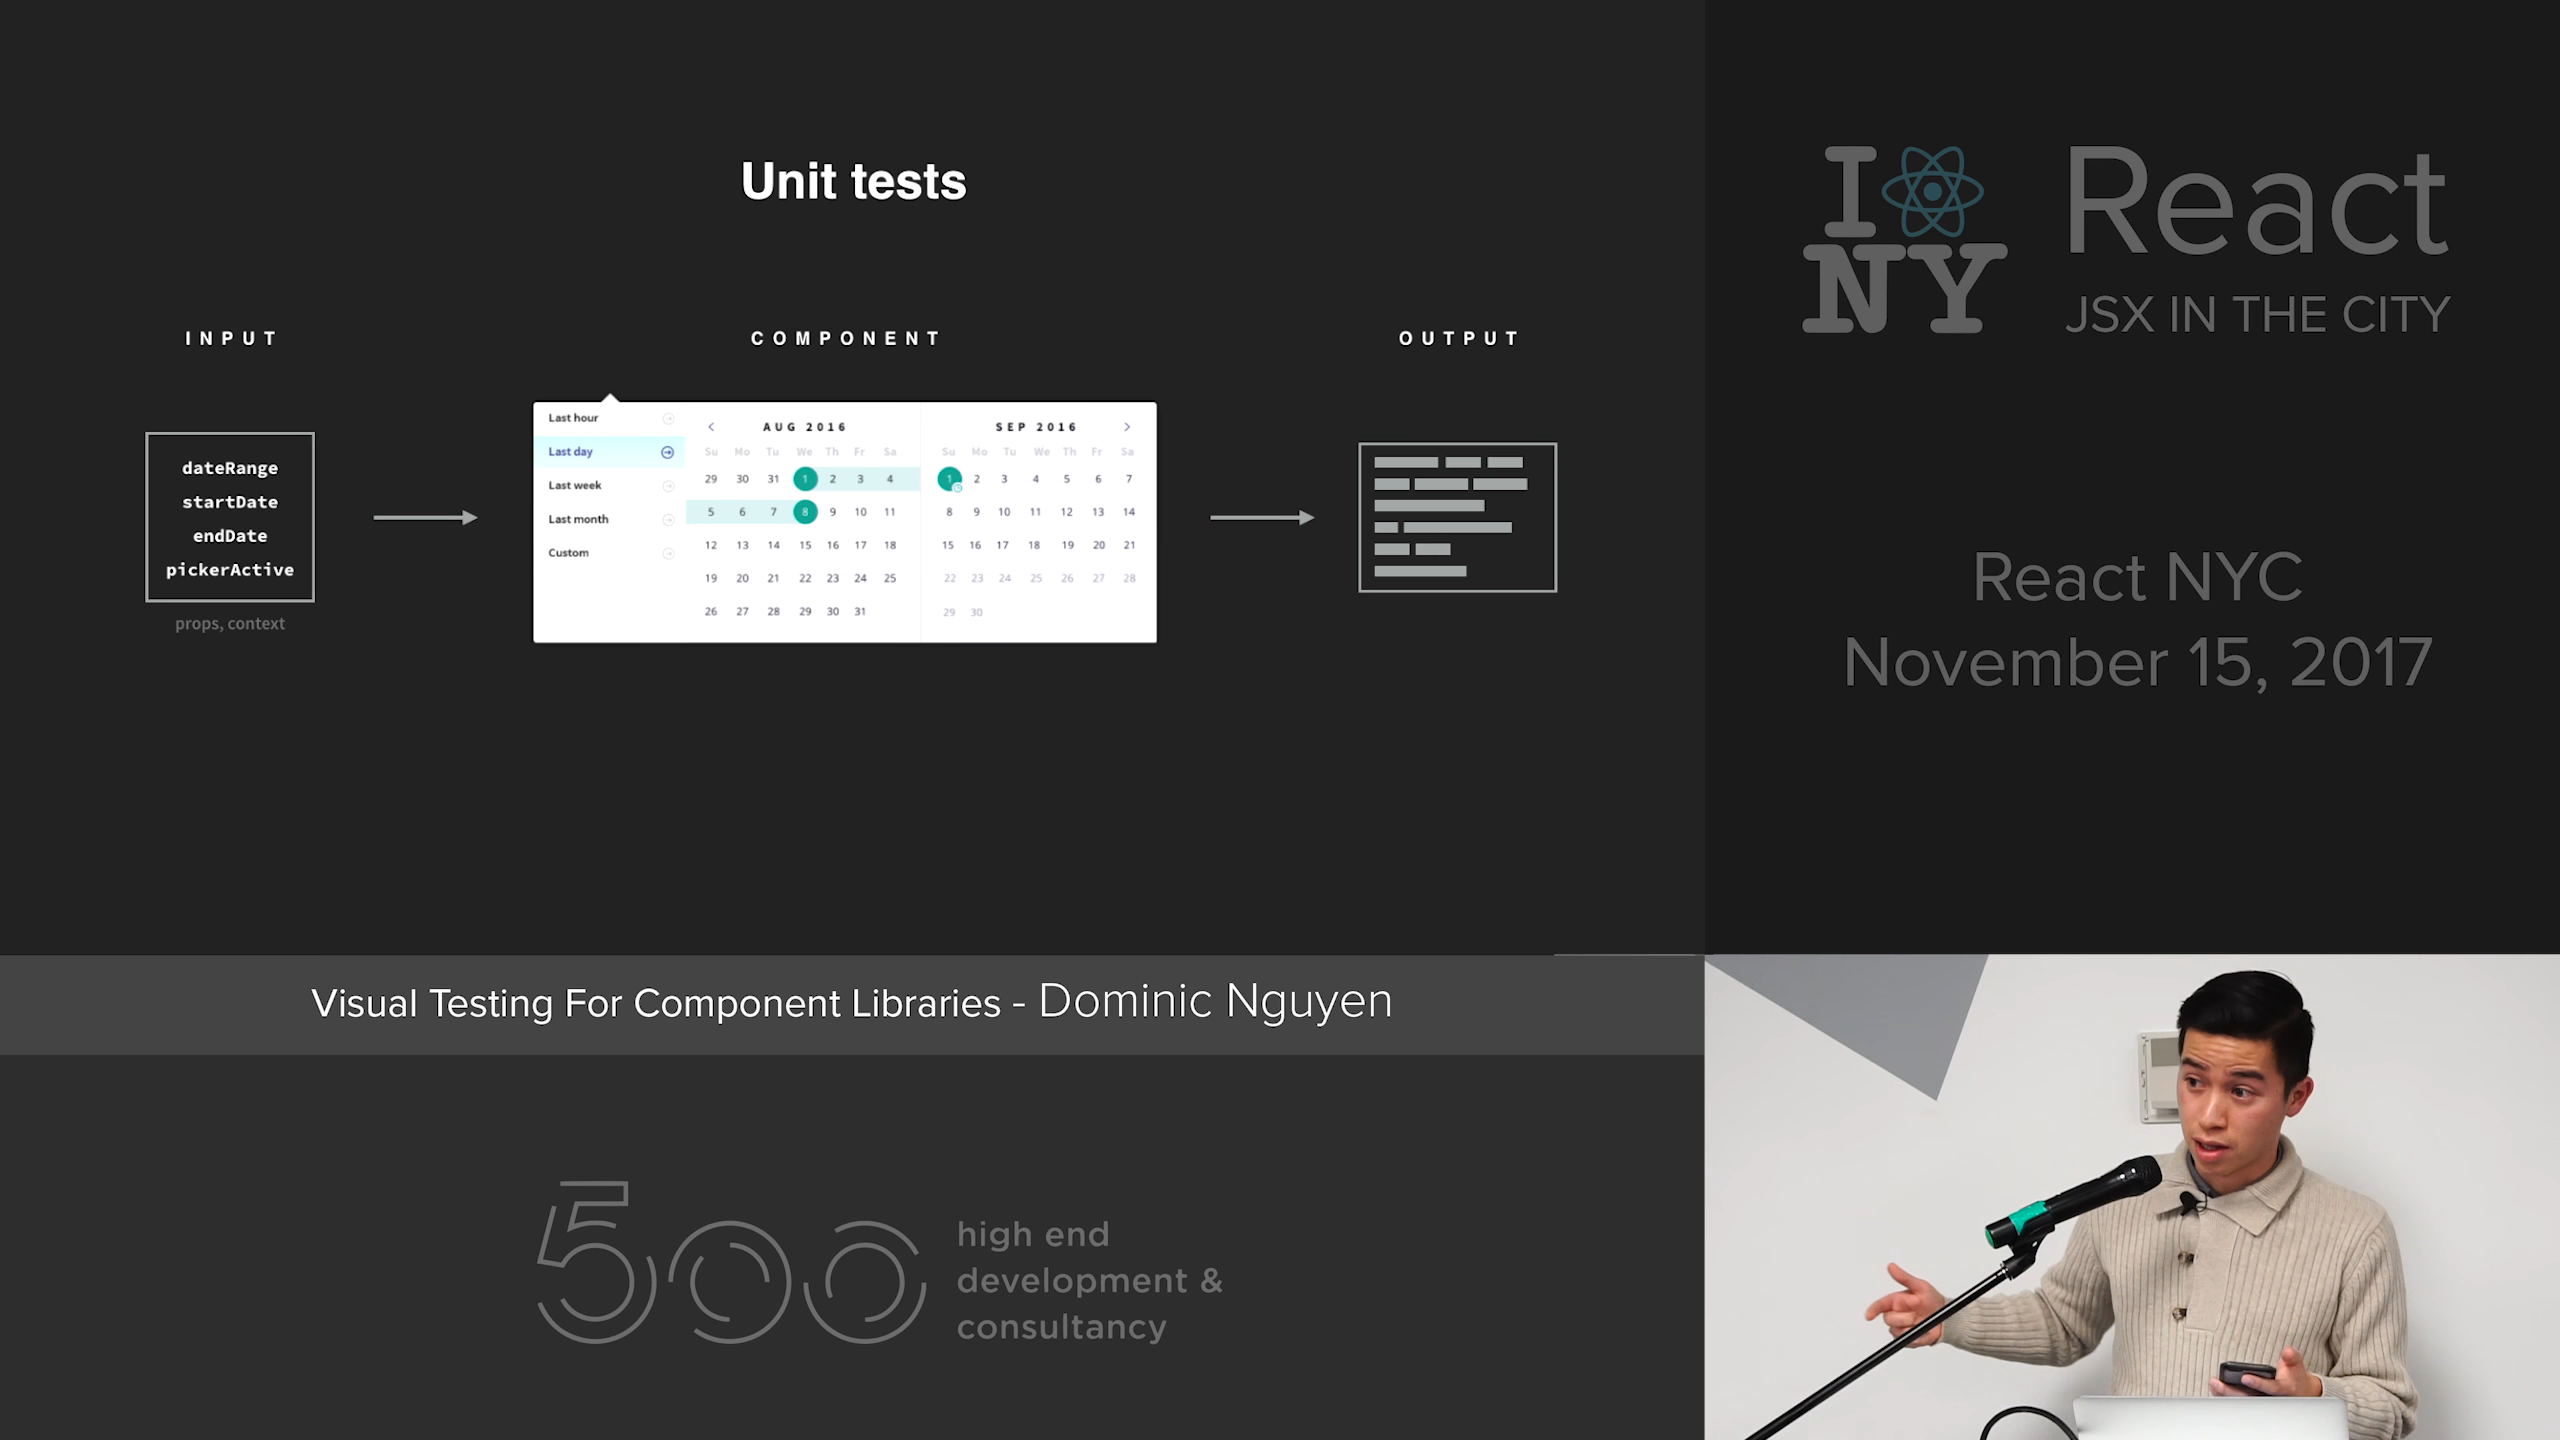 Unit tests
INPUT
dateRange
startDate
endDate
pickerActive
props, context
COMPONENT
Last hour
Last day
Last week
Last month
Custom
AUG 2016
Su Mo Tu We Th Fr Sa
29 30 31 1 2 3 4
5 6 7 8 9 10 11
12 13 14 15 16 17 18
19 20 21 22 23 24 25
26 27 28 29 30 31
SEP 2016
Su Mo Tu We Th Fr Sa
1 2 3 4 5 6 7
8 9 10 11 12 13 14
15 16 17 18 19 20 21
22 23 24 25 26 27 28
29 30
OUTPUT
I NY
React
JSX IN THE CITY
React NYC
November 15, 2017
Visual Testing For Component Libraries - Dominic Nguyen
500
high end
development &
consultancy